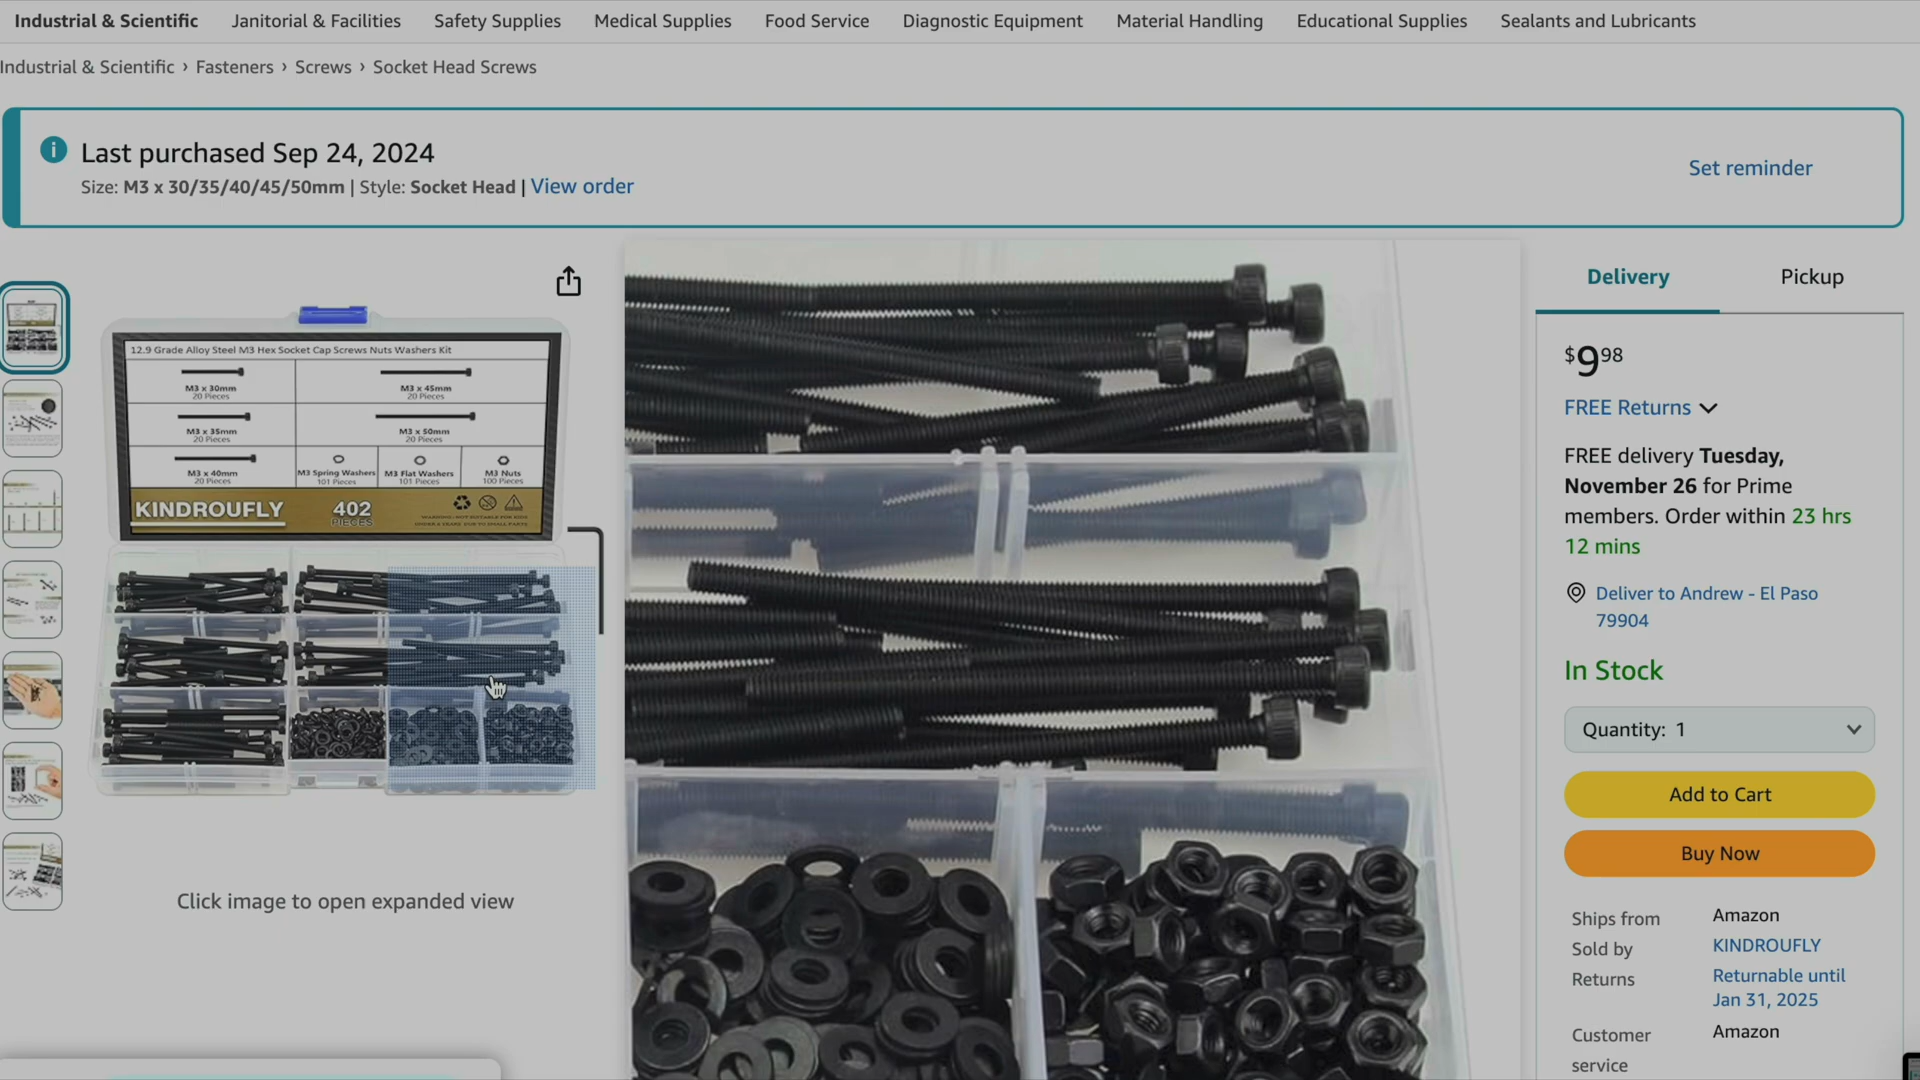 Industrial & Scientific Janitorial & Facilities Safety Supplies Medical Supplies Food Service Diagnostic Equipment Material Handling Educational Supplies Sealants and Lubricants
Industrial & Scientific › Fasteners › Screws › Socket Head Screws
Last purchased Sep 24, 2024
Size: M3 x 30/35/40/45/50mm | Style: Socket Head | View order
Set reminder
12.9 Grade Alloy Steel M3 Hex Socket Cap Screws Nuts Washers Kit
M3 x 30mm
20 Pieces
M3 x 45mm
20 Pieces
M3 x 35mm
20 Pieces
M3 x 50mm
20 Pieces
M3 x 40mm
20 Pieces
M3 Spring Washers
101 Pieces
M3 Flat Washers
101 Pieces
M3 Nuts
100 Pieces
KINDROUFLY
402
PIECES
Click image to open expanded view
Delivery Pickup
$9.98
FREE Returns
FREE delivery Tuesday,
November 26 for Prime
members. Order within 23 hrs
12 mins
Deliver to Andrew - El Paso
79904
In Stock
Quantity: 1
Add to Cart
Buy Now
Ships from Amazon
Sold by KINDROUFLY
Returns Returnable until
Jan 31, 2025
Customer Amazon
service